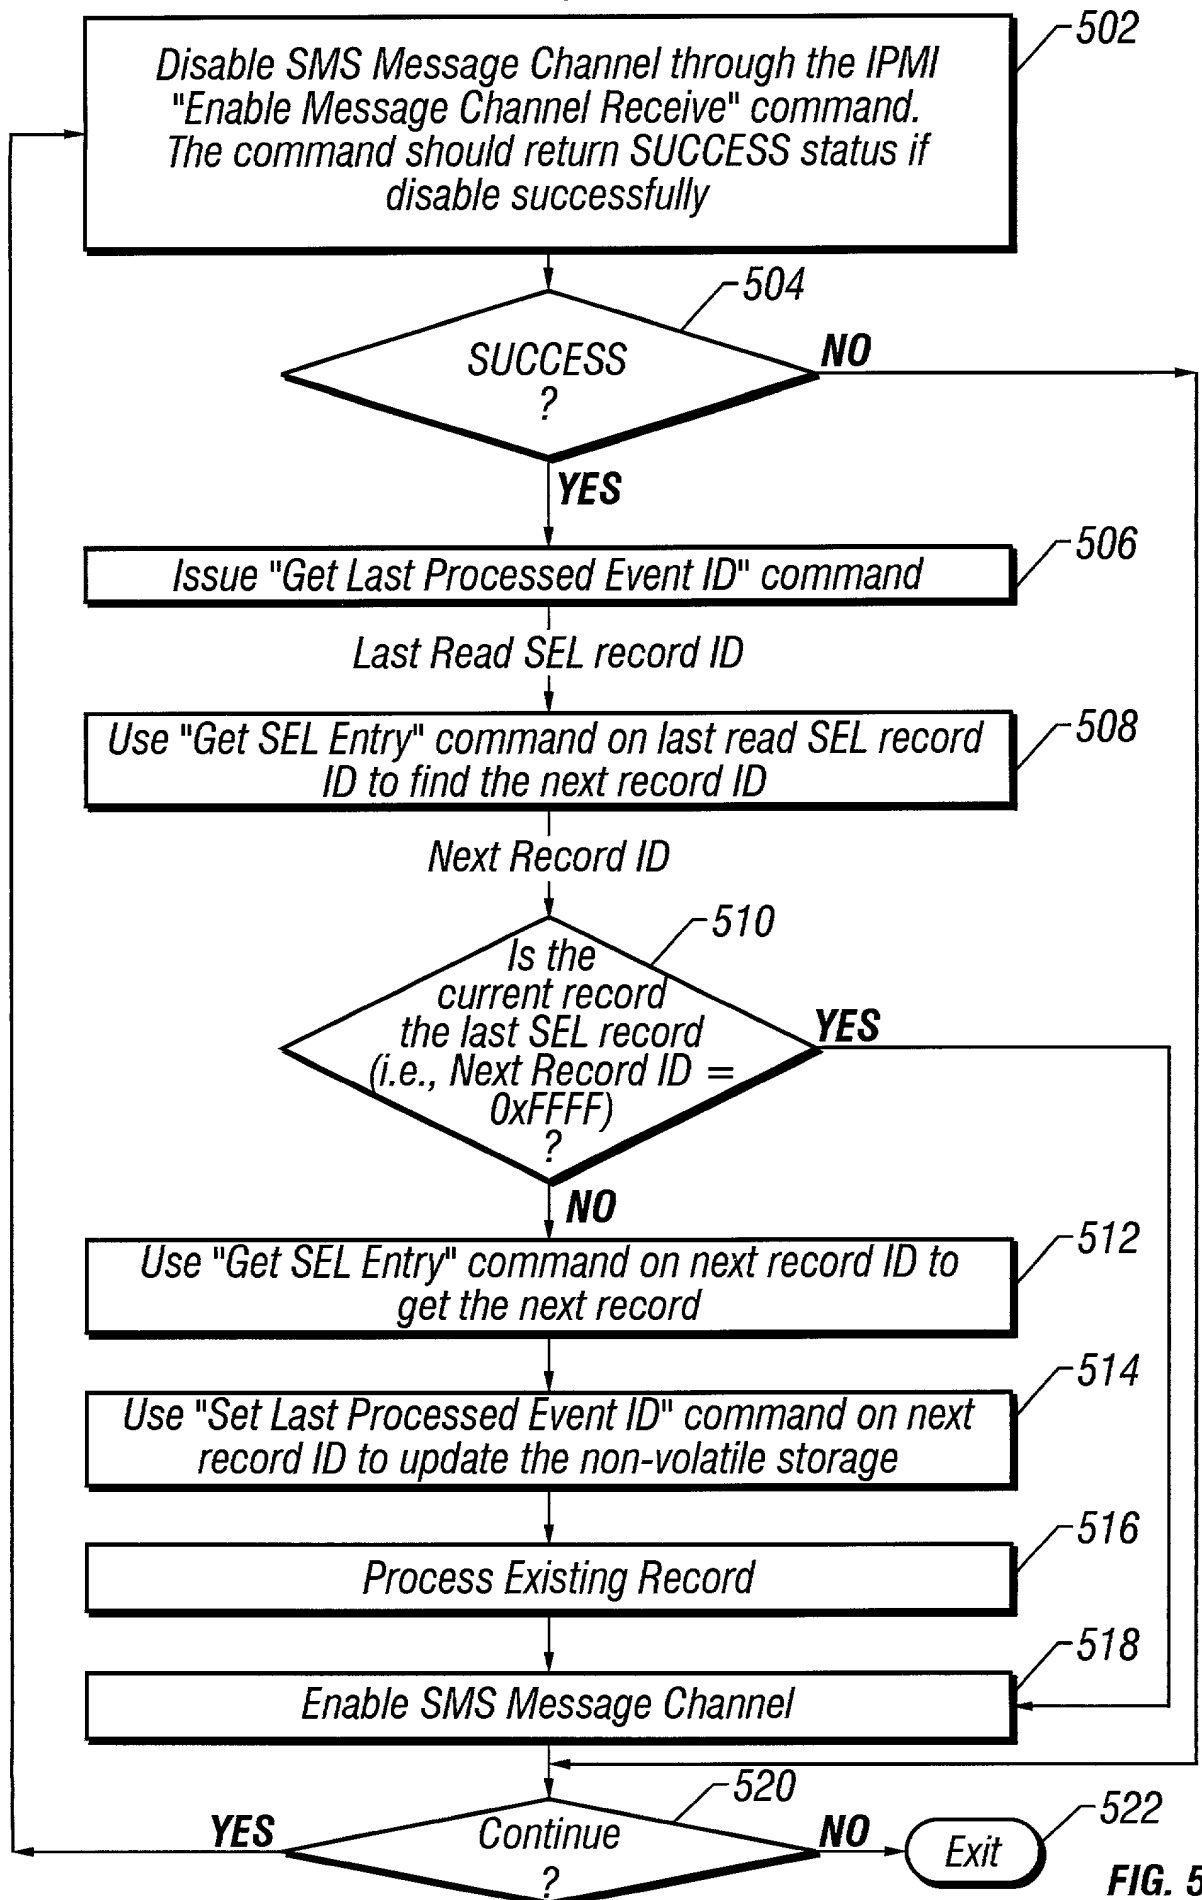 502
Disable SMS Message Channel through the IPMI
"Enable Message Channel Receive" command.
The command should return SUCCESS status if
disable successfully
504
SUCCESS
?
NO
YES
506
Issue "Get Last Processed Event ID" command
Last Read SEL record ID
508
Use "Get SEL Entry" command on last read SEL record
ID to find the next record ID
Next Record ID
510
Is the
current record
the last SEL record
(i.e., Next Record ID =
0xFFFF)
?
YES
NO
512
Use "Get SEL Entry" command on next record ID to
get the next record
514
Use "Set Last Processed Event ID" command on next
record ID to update the non-volatile storage
516
Process Existing Record
518
Enable SMS Message Channel
520
YES
Continue
?
NO
Exit
522
FIG. 5